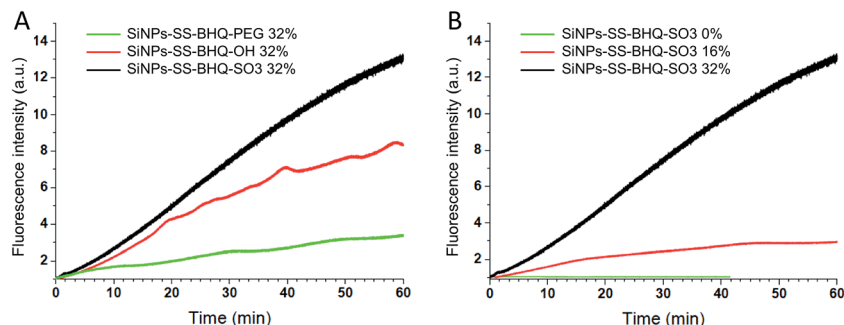 A
SiNPs-SS-BHQ-PEG 32%
SiNPs-SS-BHQ-OH 32%
SiNPs-SS-BHQ-SO3 32%
Fluorescence intensity (a.u.)
14
12
10
8
6
4
2
0
10
20
30
40
50
60
Time (min)
B
SiNPs-SS-BHQ-SO3 0%
SiNPs-SS-BHQ-SO3 16%
SiNPs-SS-BHQ-SO3 32%
Fluorescence intensity (a.u.)
14
12
10
8
6
4
2
0
10
20
30
40
50
60
Time (min)